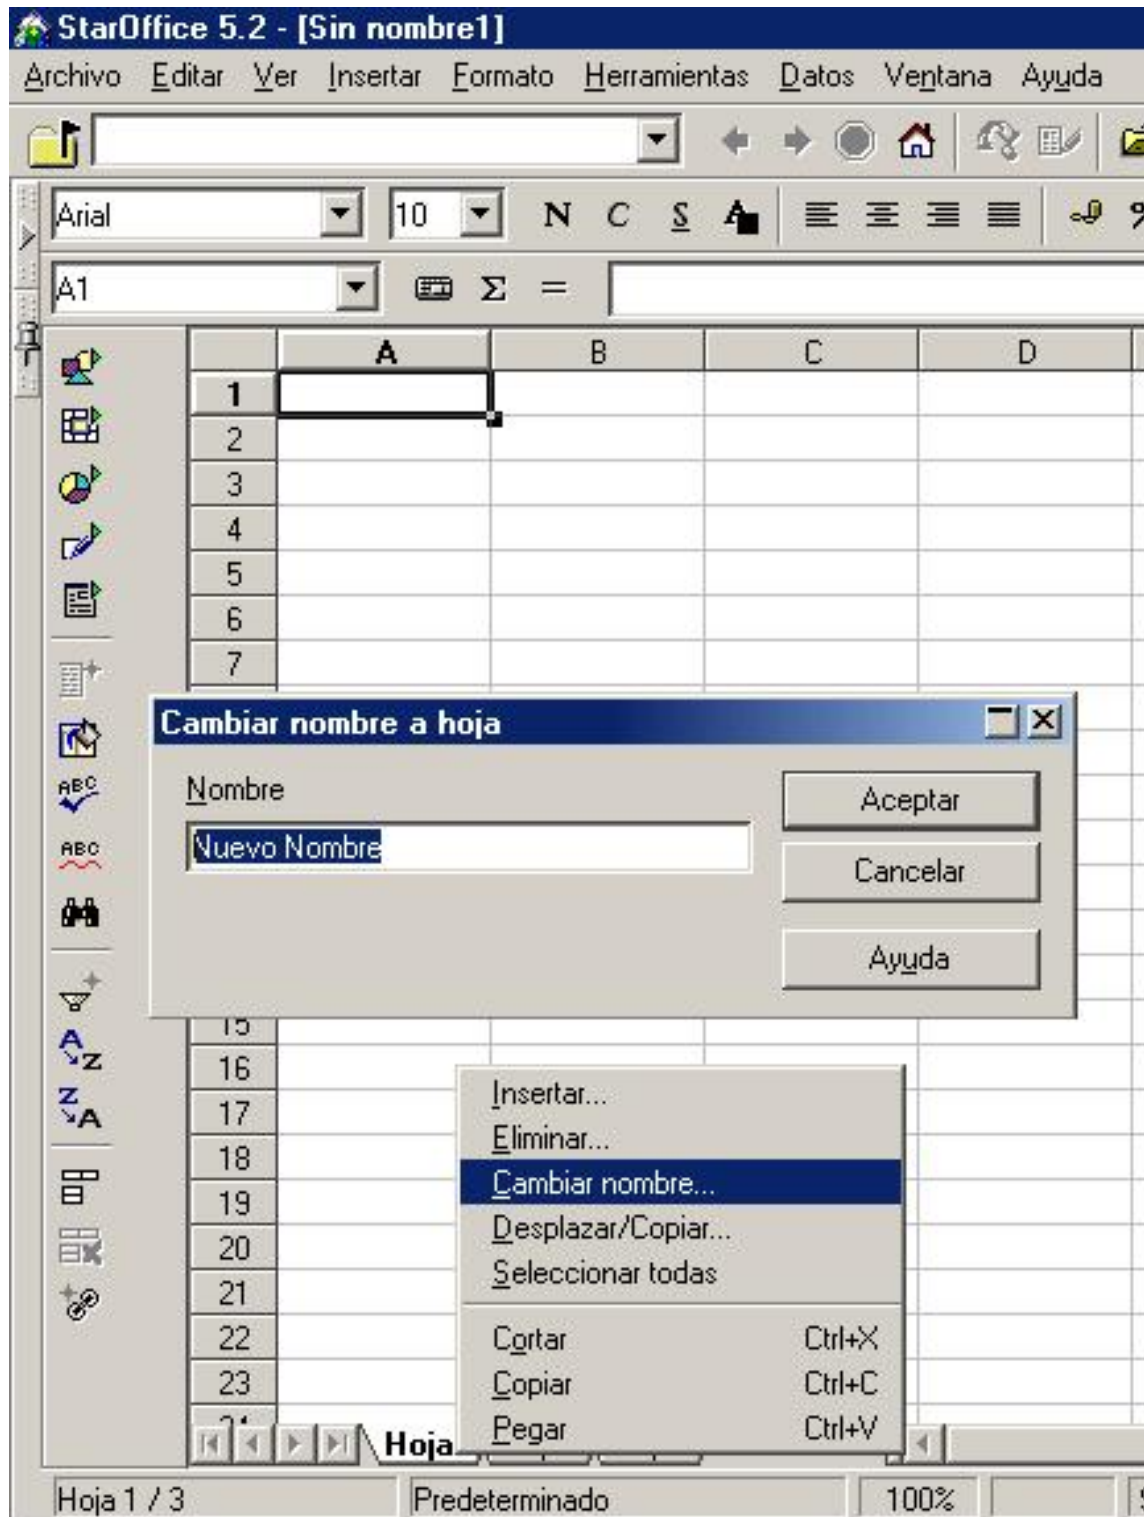 StarOffice 5.2 - [Sin nombre1]
Archivo Editar Ver Insertar Formato Herramientas Datos Ventana Ayuda
Arial 10 N C S A %
A1 Σ =
A B C D
1
2
3
4
5
6
7
Cambiar nombre a hoja
Nombre
Aceptar
Nuevo Nombre
Cancelar
Ayuda
ABC
ABC
A
Z
Z
A
15
16
17
18
19
20
21
22
23
Insertar...
Eliminar...
Cambiar nombre...
Desplazar/Copiar...
Seleccionar todas
Cortar Ctrl+X
Copiar Ctrl+C
Pegar Ctrl+V
Hoja
Hoja 1 / 3 Predeterminado 100%